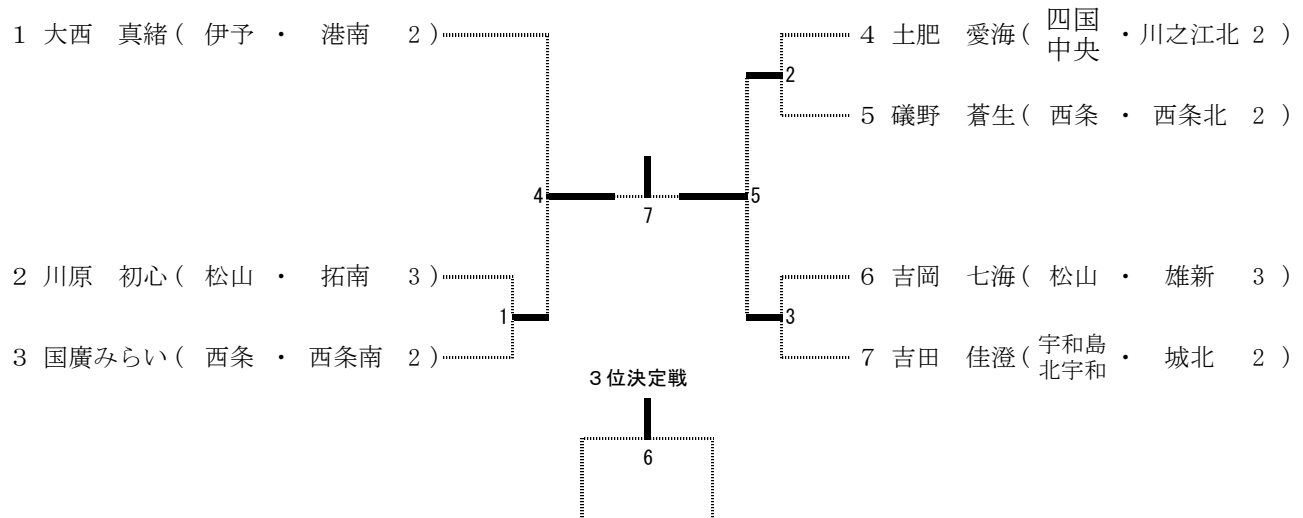 1 大西　真緒 ( 伊予 ・ 港南 2 )
2 川原　初心 ( 松山 ・ 拓南 3 )
3 国廣みらい ( 西条 ・ 西条南 2 )
4 土肥　愛海 ( 四国中央 ・ 川之江北 2 )
5 礒野　蒼生 ( 西条 ・ 西条北 2 )
6 吉岡　七海 ( 松山 ・ 雄新 3 )
7 吉田　佳澄 ( 宇和島北宇和 ・ 城北 2 )
1
4
7
2
5
3
３位決定戦
6